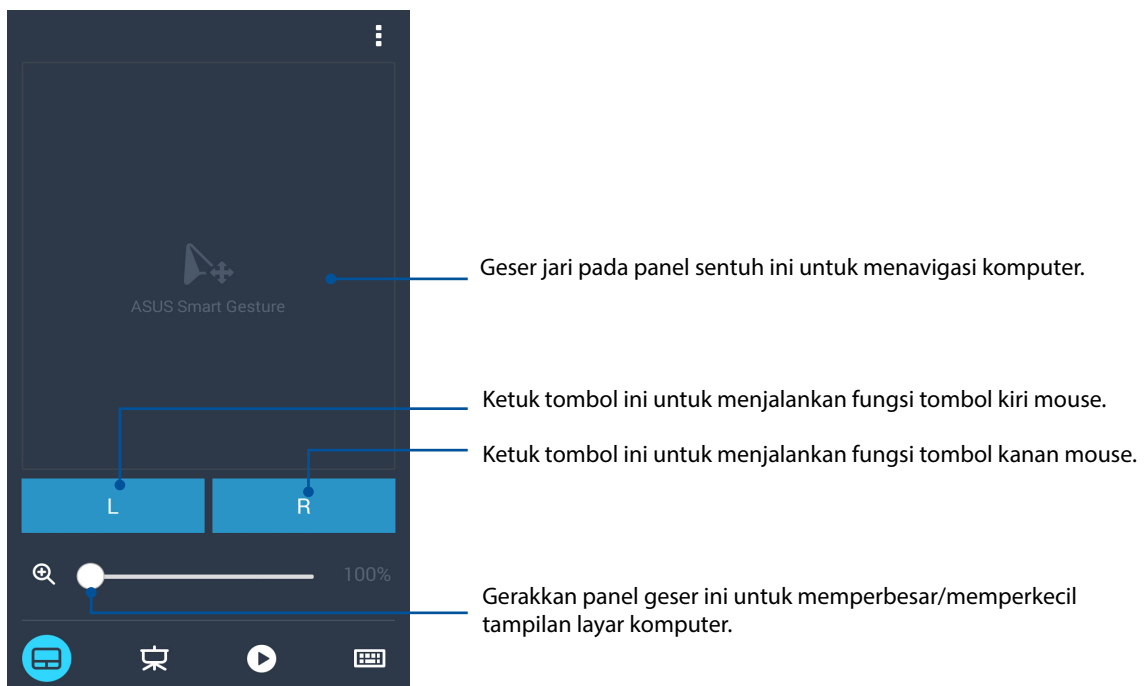 Geser jari pada panel sentuh ini untuk menavigasi komputer.
ASUS Smart Gesture
Ketuk tombol ini untuk menjalankan fungsi tombol kiri mouse.
Ketuk tombol ini untuk menjalankan fungsi tombol kanan mouse.
L
R
100%
Gerakkan panel geser ini untuk memperbesar/memperkecil
tampilan layar komputer.